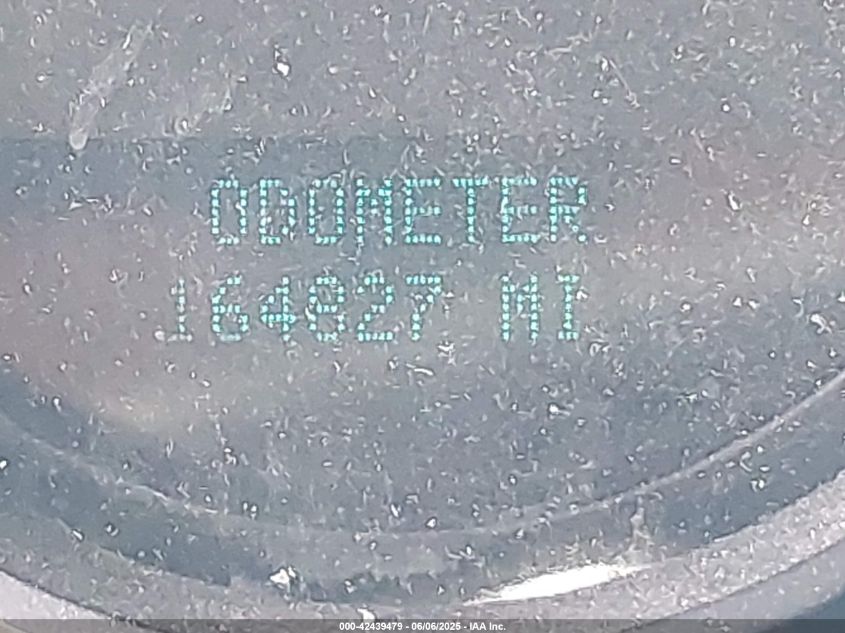 ODOMETER
164827 MI
000-42439479 - 06/06/2025 - IAA Inc.